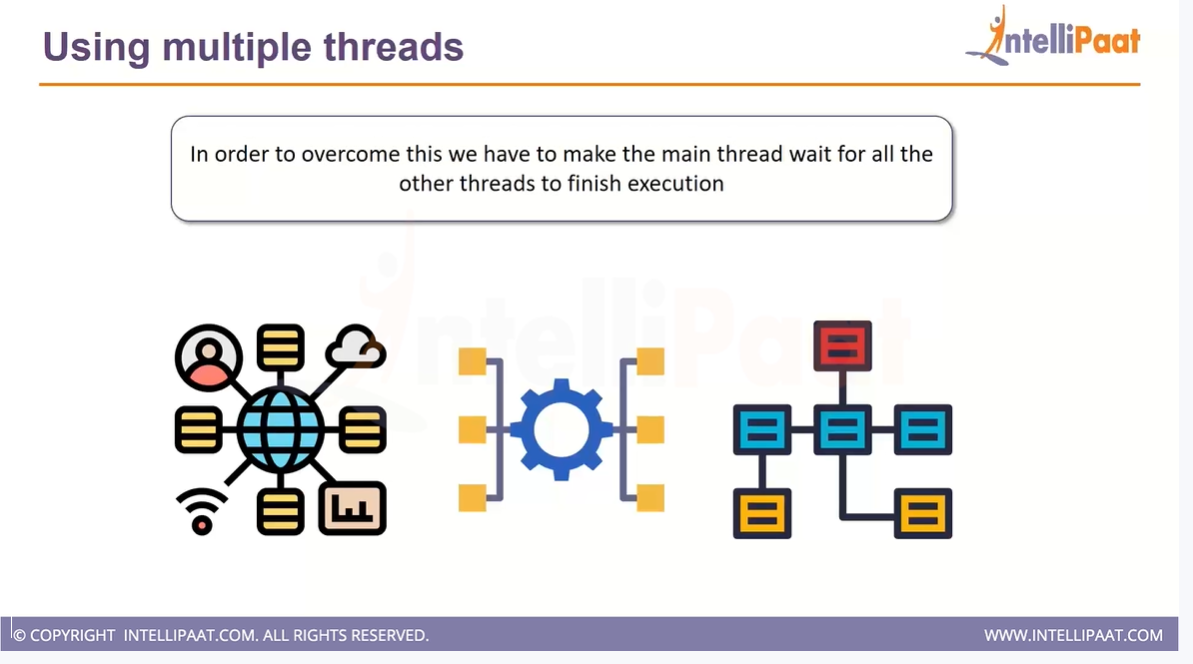 Using multiple threads
IntelliPaat
In order to overcome this we have to make the main thread wait for all the
other threads to finish execution
IntelliPaat
© COPYRIGHT INTELLIPAAT.COM. ALL RIGHTS RESERVED.
WWW.INTELLIPAAT.COM